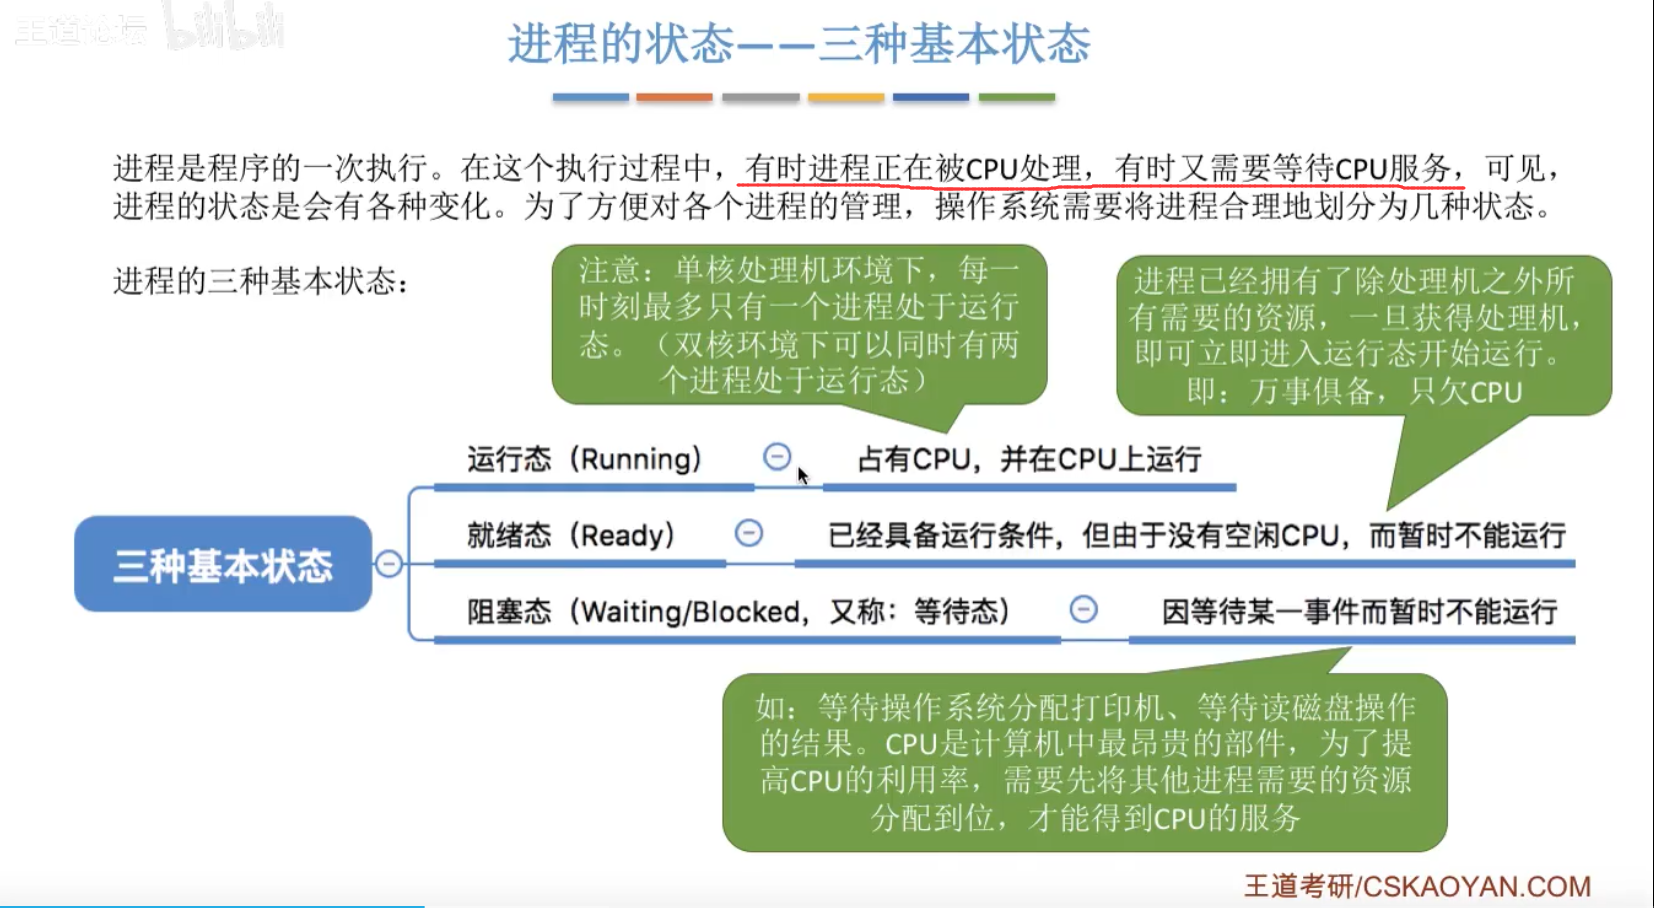 王道论坛 bilibili
进程的状态——三种基本状态
进程是程序的一次执行。在这个执行过程中，有时进程正在被CPU处理，有时又需要等待CPU服务，可见，
进程的状态是会有各种变化。为了方便对各个进程的管理，操作系统需要将进程合理地划分为几种状态。
进程的三种基本状态：
注意：单核处理机环境下，每一
时刻最多只有一个进程处于运行
态。（双核环境下可以同时有两
个进程处于运行态）
进程已经拥有了除处理机之外所
有需要的资源，一旦获得处理机，
即可立即进入运行态开始运行。
即：万事俱备，只欠CPU
三种基本状态
运行态（Running）
占有CPU，并在CPU上运行
就绪态（Ready）
已经具备运行条件，但由于没有空闲CPU，而暂时不能运行
阻塞态（Waiting/Blocked，又称：等待态）
因等待某一事件而暂时不能运行
如：等待操作系统分配打印机、等待读磁盘操作
的结果。CPU是计算机中最昂贵的部件，为了提
高CPU的利用率，需要先将其他进程需要的资源
分配到位，才能得到CPU的服务
王道考研/CSKAOYAN.COM